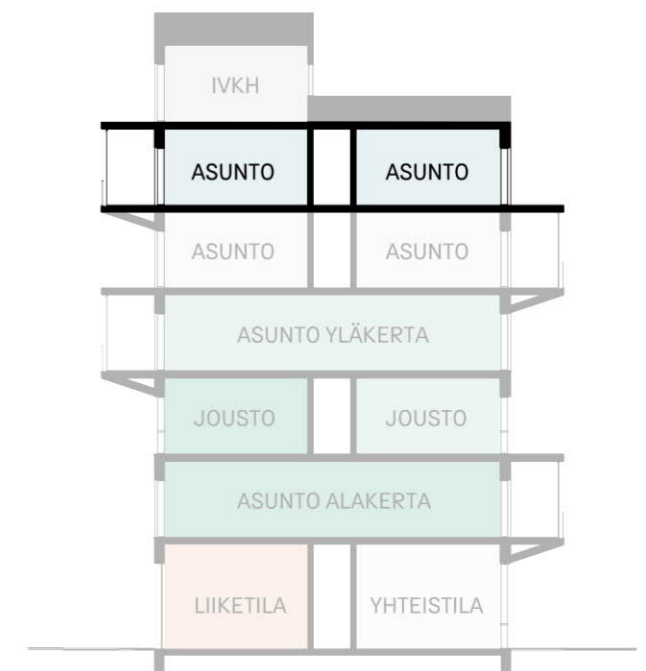 IVKH
ASUNTO ASUNTO
ASUNTO ASUNTO
ASUNTO YLÄKERTA
JOUSTO JOUSTO
ASUNTO ALAKERTA
LIIKETILA YHTEISTILA